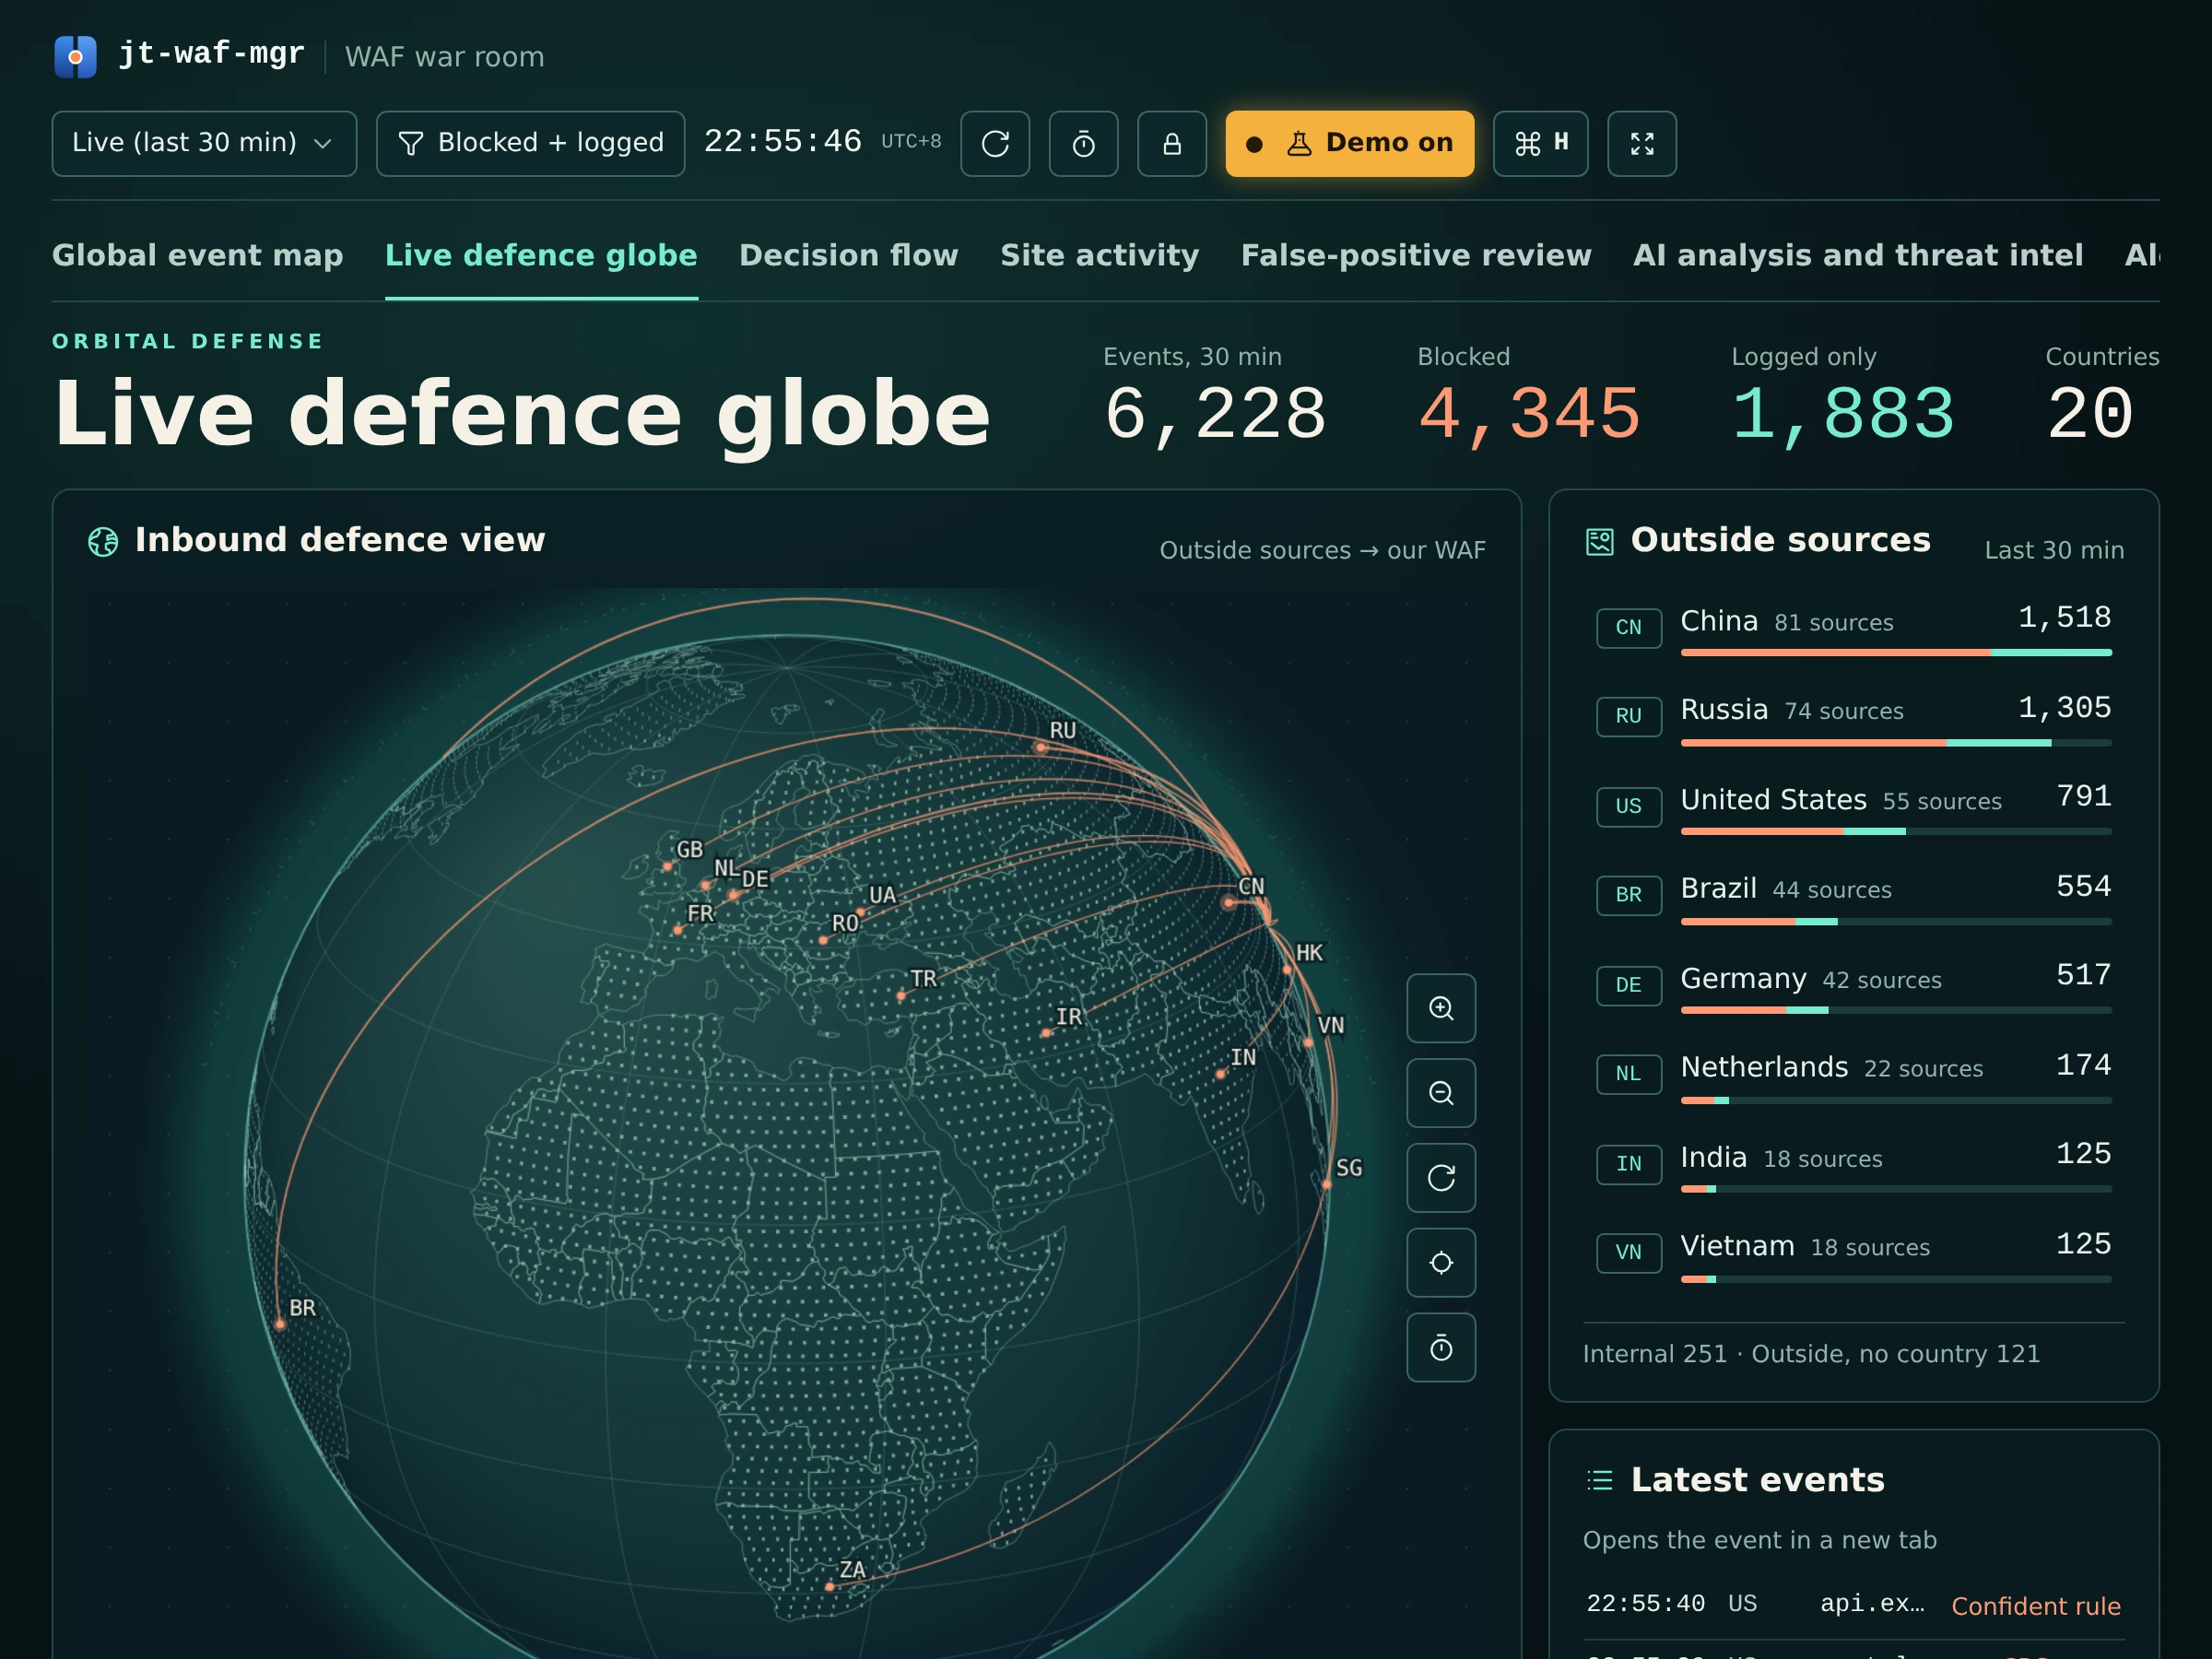 jt-waf-mgr
WAF war room
Live (last 30 min)
Blocked + logged
22:55:46 UTC+8
Demo on
⌘ H
Global event map
Live defence globe
Decision flow
Site activity
False-positive review
AI analysis and threat intel
ORBITAL DEFENSE
Live defence globe
Events, 30 min
6,228
Blocked
4,345
Logged only
1,883
Countries
20
Inbound defence view
Outside sources → our WAF
RU
GB
NL
DE
CN
UA
FR
RO
HK
TR
IR
VN
IN
SG
BR
ZA
Outside sources
Last 30 min
CN China 81 sources 1,518
RU Russia 74 sources 1,305
US United States 55 sources 791
BR Brazil 44 sources 554
DE Germany 42 sources 517
NL Netherlands 22 sources 174
IN India 18 sources 125
VN Vietnam 18 sources 125
Internal 251 · Outside, no country 121
Latest events
Opens the event in a new tab
22:55:40 US api.ex… Confident rule